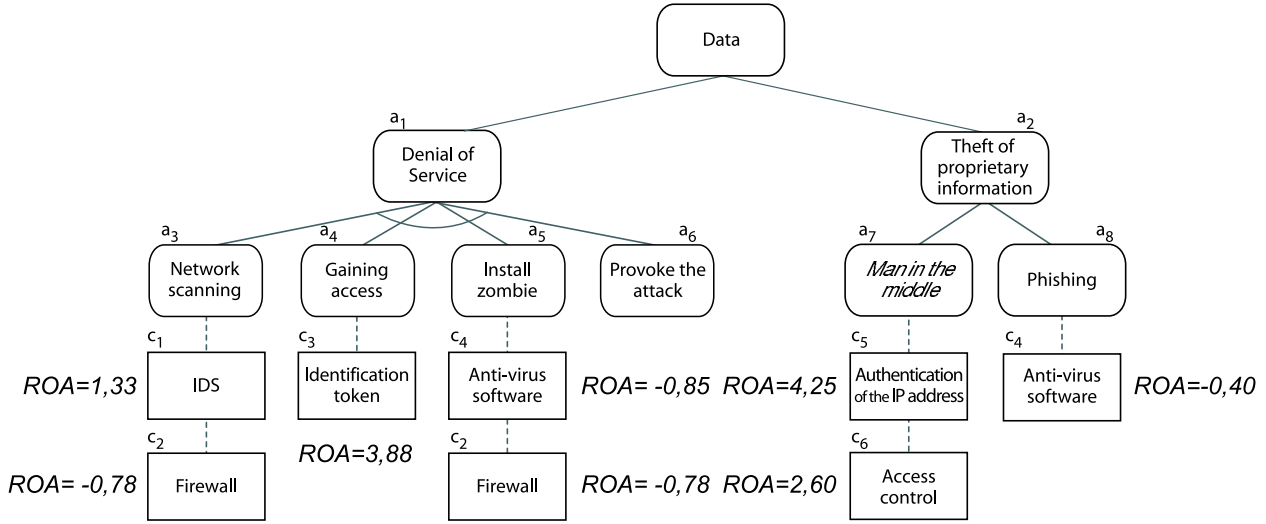 Data
a1
Denial of
Service
a2
Theft of
proprietary
information
a3
Network
scanning
a4
Gaining
access
a5
Install
zombie
a6
Provoke the
attack
a7
Man in the
middle
a8
Phishing
c1
IDS
ROA=1,33
c3
Identification
token
ROA=3,88
c4
Anti-virus
software
ROA= -0,85
ROA=4,25
c5
Authentication
of the IP address
c4
Anti-virus
software
ROA=-0,40
ROA= -0,78
c2
Firewall
c2
Firewall
ROA= -0,78
ROA=2,60
c6
Access
control